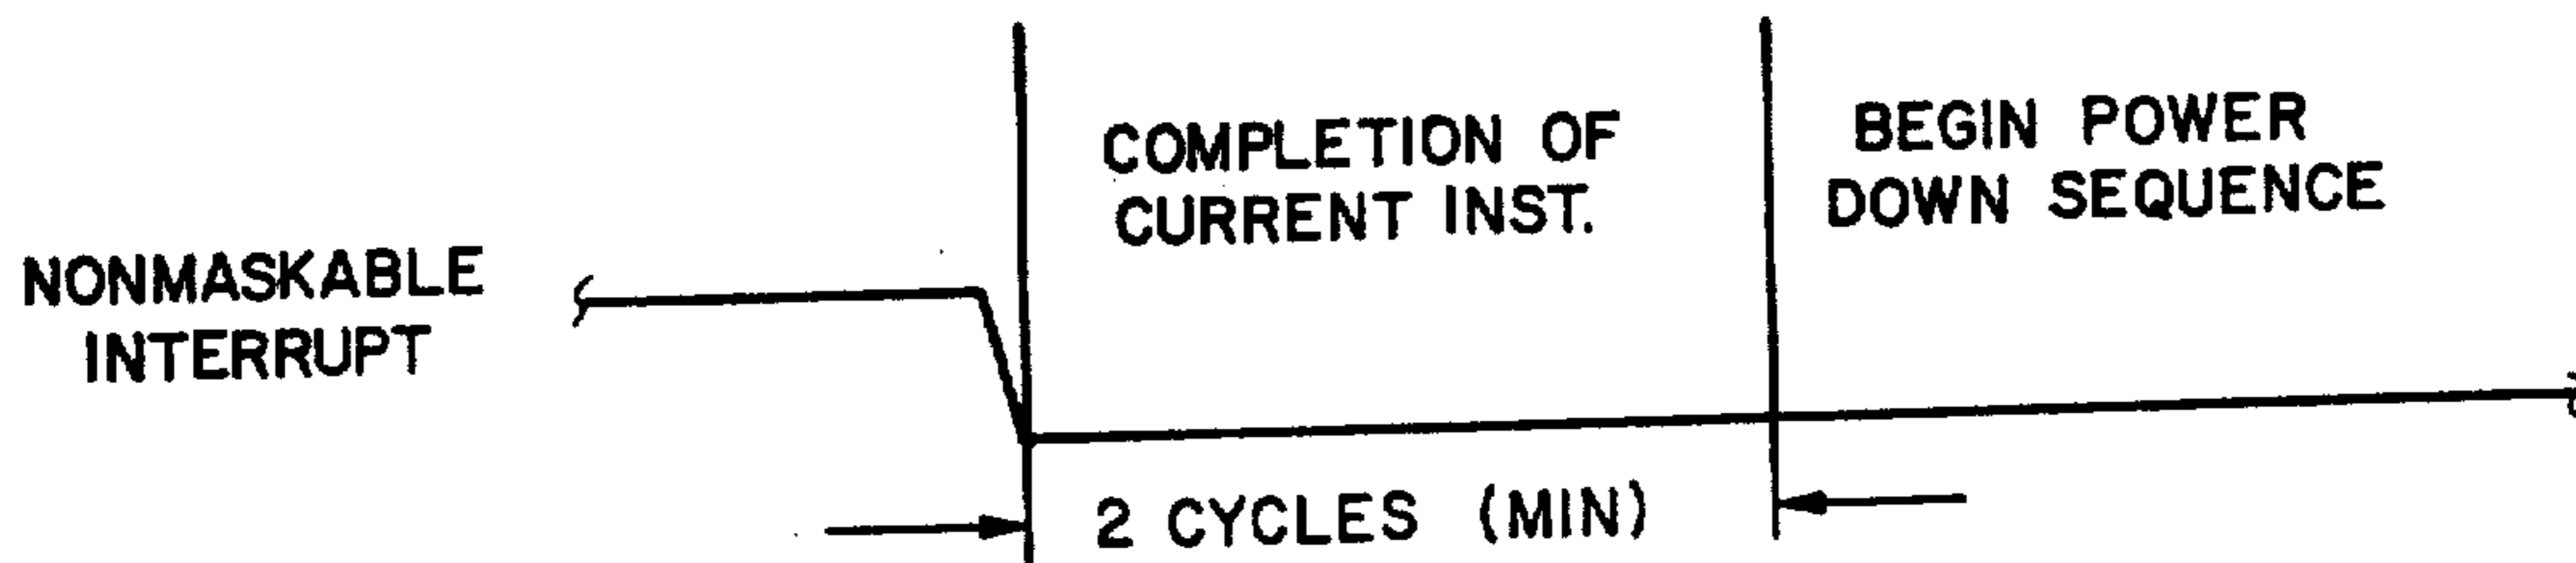 NONMASKABLE
INTERRUPT
COMPLETION OF
CURRENT INST.
BEGIN POWER
DOWN SEQUENCE
2 CYCLES (MIN)